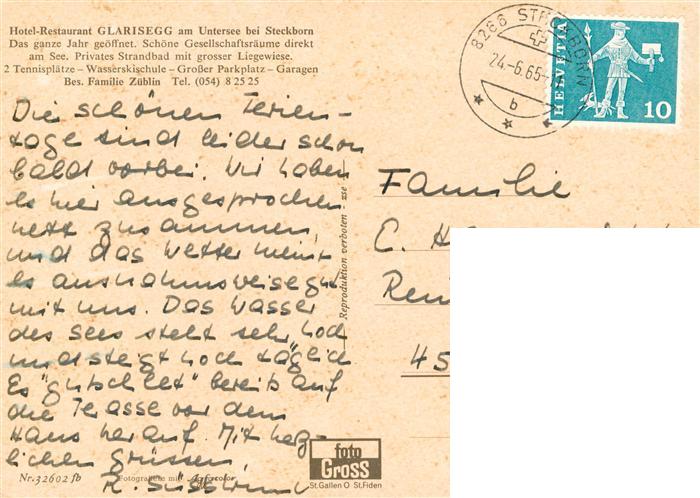 Hotel-Restaurant GLARISEGG am Untersee bei Steckborn
Das ganze Jahr geöffnet. Schöne Gesellschaftsräume direkt
am See. Privates Strandbad mit grosser Liegewiese.
2 Tennisplätze – Wasserskischule – Großer Parkplatz – Garagen
Bes. Familie Züblin Tel. (054) 8 25 25
Die schönen Ferien-
tage sind leider schon
bald vorbei. Wir haben
es hier ausgesprochen
nett zusammen,
und das Wetter meint
es ausnahmsweise gut
mit uns. Das Wasser
des Sees steht sehr hoch
und steigt noch täglich
Es "gütschlet" bereits auf
die Terasse vor dem
Haus herauf. Mit herz-
lichen Grüssen,
Nr. 32602 fb
Fotografiere mit Agfacolor
Reproduktion verboten - zse
foto
GROSS
St.Gallen O St.Fiden
8266 STECKBORN
24-6.65-
b
HELVETIA
10
Familie
45